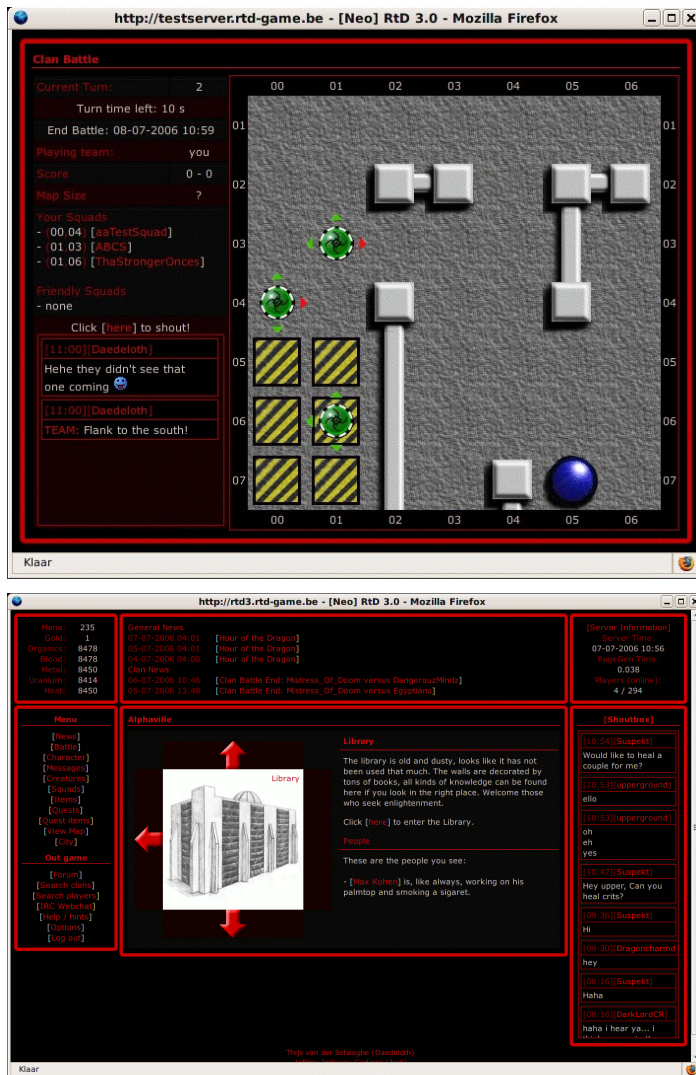 http://testserver.rtd-game.be - [Neo] RtD 3.0 - Mozilla Firefox
Clan Battle
Current Turn: 2
Turn time left: 10 s
End Battle: 08-07-2006 10:59
Playing team: you
Score 0 - 0
Map Size ?
Your Squads
- (00.04) [aaTestSquad]
- (01.03) [ABCS]
- (01.06) [ThaStrongerOnces]
Friendly Squads
- none
Click [here] to shout!
[11:00][Daedeloth]
Hehe they didn't see that
one coming
[11:00][Daedeloth]
TEAM: Flank to the south!
00 01 02 03 04 05 06
01 01
02 02
03 03
04 04
05 05
06 06
07 07
00 01 02 03 04 05 06
Klaar
http://rtd3.rtd-game.be - [Neo] RtD 3.0 - Mozilla Firefox
Mana: 235
Gold: 1
Organics: 8478
Blood: 8478
Metal: 8450
Uranium: 8414
Heat: 8450
General News
07-07-2006 04:01 [Hour of the Dragon]
05-07-2006 04:01 [Hour of the Dragon]
04-07-2006 04:00 [Hour of the Dragon]
Clan News
06-07-2006 10:46 [Clan Battle End: Mistress_Of_Doom versus DangerouzMindz]
05-07-2006 13:48 [Clan Battle End: Mistress_Of_Doom versus Egyptians]
[Server Information]
Server Time:
07-07-2006 10:56
PageGen Time:
0.038
Players (online):
4 / 294
Menu
[News]
[Battle]
[Character]
[Messages]
[Creatures]
[Squads]
[Items]
[Quests]
[Quest items]
[View Map]
[City]
Out game
[Forum]
[Search clans]
[Search players]
[IRC Webchat]
[Help / hints]
[Options]
[Log out]
Alphaville
Library
Library
The library is old and dusty, looks like it has not
been used that much. The walls are decorated by
tons of books, all kinds of knowledge can be found
here if you look in the right place. Welcome those
who seek enlightenment.
Click [here] to enter the Library.
People
These are the people you see:
- [Max Kohen] is, like always, working on his
palmtop and smoking a sigaret.
[Shoutbox]
[10:54][Suspekt]
Would like to heal a
couple for me?
[10:53][upperground]
ello
[10:53][upperground]
oh
eh
yes
[10:47][Suspekt]
Hey upper, Can you
heal crits?
[09:36][Suspekt]
Hi
[09:30][Dragoncharmd
hey
[08:16][Suspekt]
Haha
[08:16][DarkLordCR]
haha i hear ya... i
Thijs van der Schaeghe (Daedeloth)
Klaar